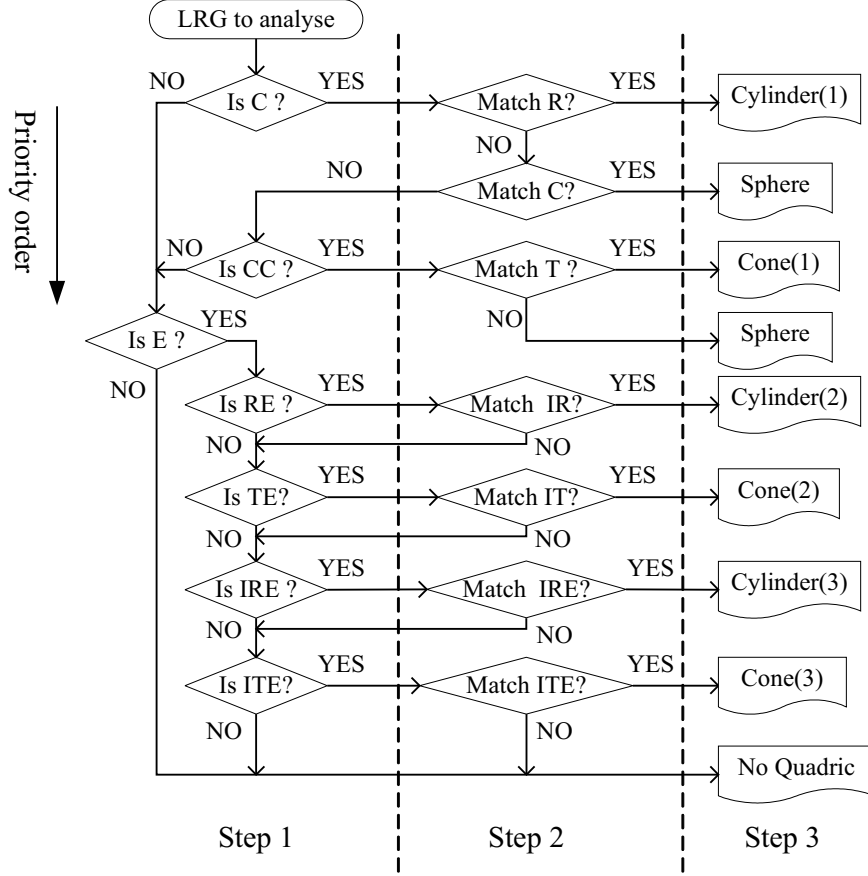 LRG to analyse
NO
Is C ?
YES
Match R?
YES
Cylinder(1)
Priority order
NO
NO
Match C?
YES
Sphere
NO
Is CC ?
YES
Match T ?
YES
Cone(1)
Is E ?
YES
NO
Sphere
NO
Is RE ?
YES
Match IR?
YES
Cylinder(2)
NO
NO
Is TE?
YES
Match IT?
YES
Cone(2)
NO
NO
Is IRE ?
YES
Match IRE?
YES
Cylinder(3)
NO
NO
Is ITE?
YES
Match ITE?
YES
Cone(3)
NO
NO
No Quadric
Step 1
Step 2
Step 3